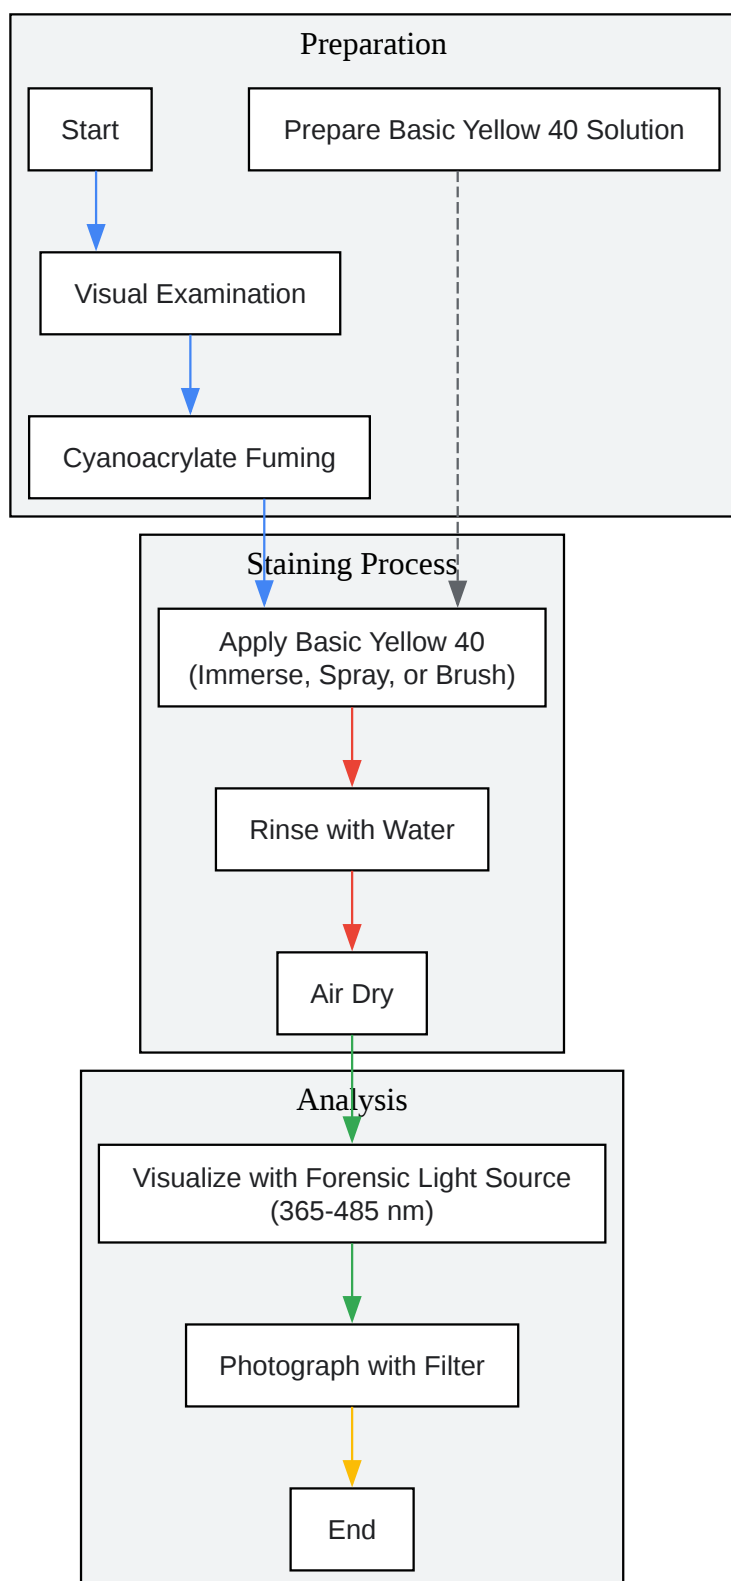 Preparation
Start
Prepare Basic Yellow 40 Solution
Visual Examination
Cyanoacrylate Fuming
Staining Process
Apply Basic Yellow 40
(Immerse, Spray, or Brush)
Rinse with Water
Air Dry
Analysis
Visualize with Forensic Light Source
(365-485 nm)
Photograph with Filter
End